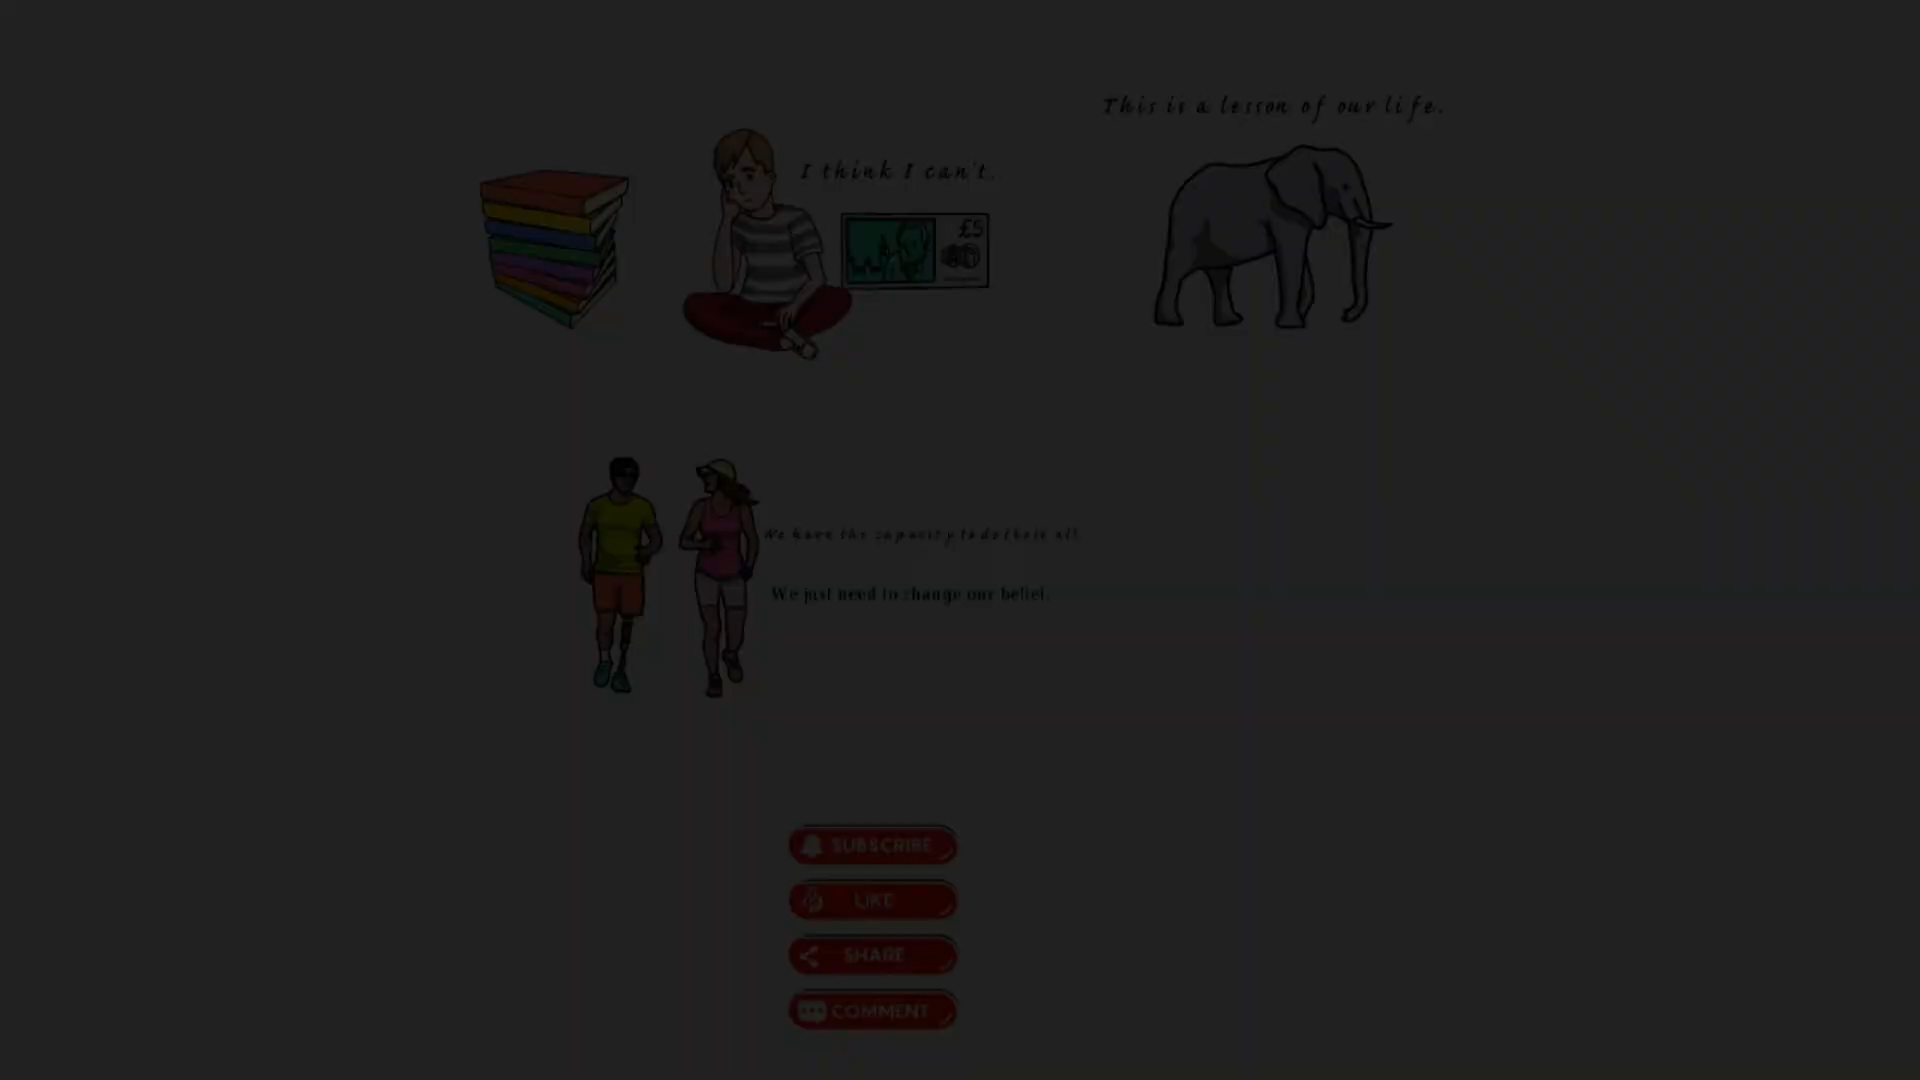 This is a lesson of our life.
I think I can't.
£5
We have the capacity to do these all
We just need to change our belief.
SUBSCRIBE
LIKE
SHARE
COMMENT